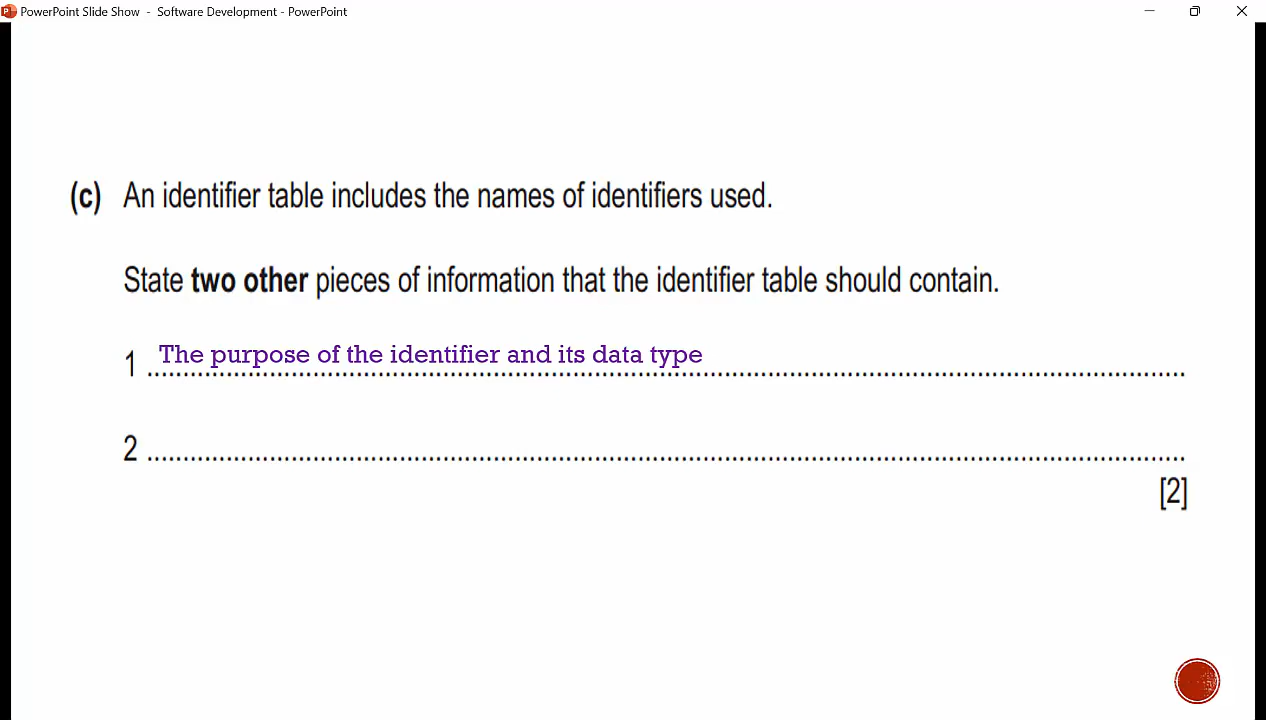 PowerPoint Slide Show - Software Development - PowerPoint
(c) An identifier table includes the names of identifiers used.
State two other pieces of information that the identifier table should contain.
1 The purpose of the identifier and its data type
2
[2]